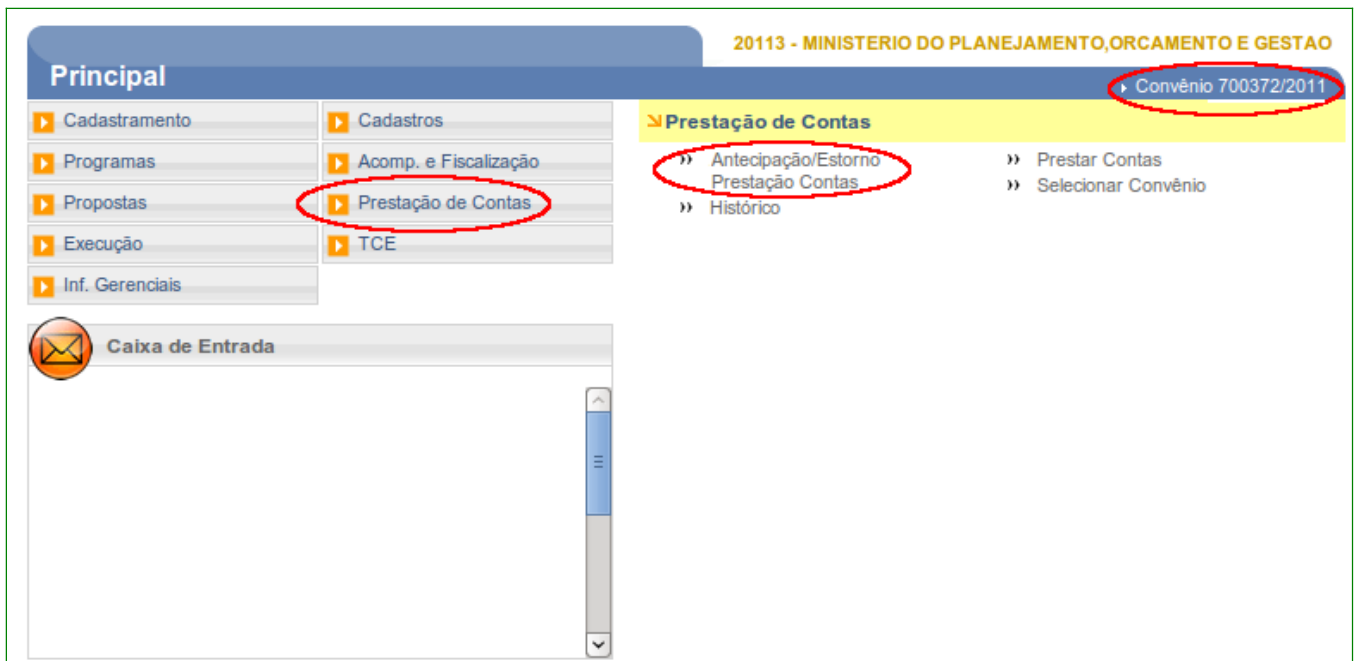 20113 - MINISTERIO DO PLANEJAMENTO,ORCAMENTO E GESTAO
Principal
Convênio 700372/2011
Cadastramento
Cadastros
Programas
Acomp. e Fiscalização
Propostas
Prestação de Contas
Execução
TCE
Inf. Gerenciais
Prestação de Contas
Antecipação/Estorno
Prestação Contas
Histórico
Prestar Contas
Selecionar Convênio
Caixa de Entrada